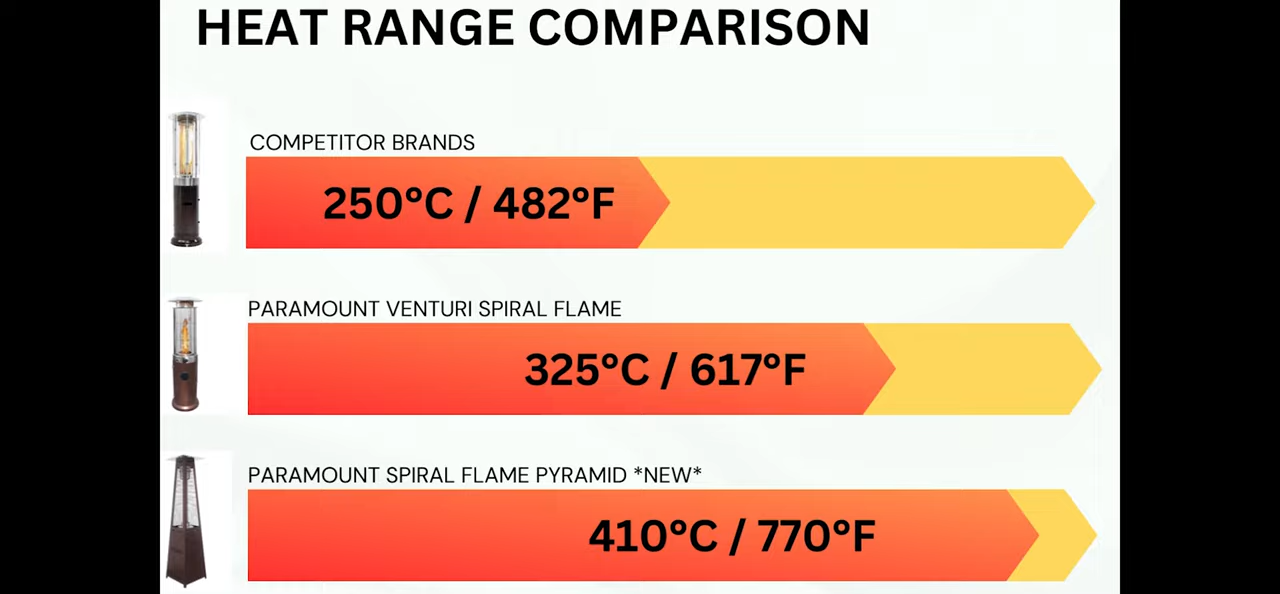 HEAT RANGE COMPARISON
COMPETITOR BRANDS
250°C / 482°F
PARAMOUNT VENTURI SPIRAL FLAME
325°C / 617°F
PARAMOUNT SPIRAL FLAME PYRAMID *NEW*
410°C / 770°F